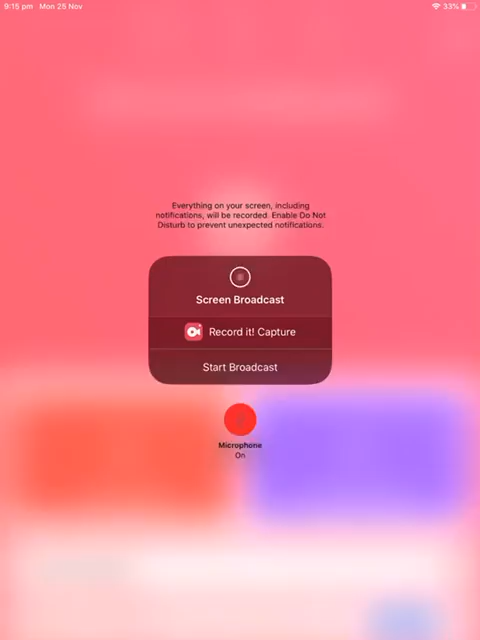 9:15 pm Mon 25 Nov
33%
Everything on your screen, including
notifications, will be recorded. Enable Do Not
Disturb to prevent unexpected notifications.
Screen Broadcast
Record it! Capture
Start Broadcast
Microphone
On